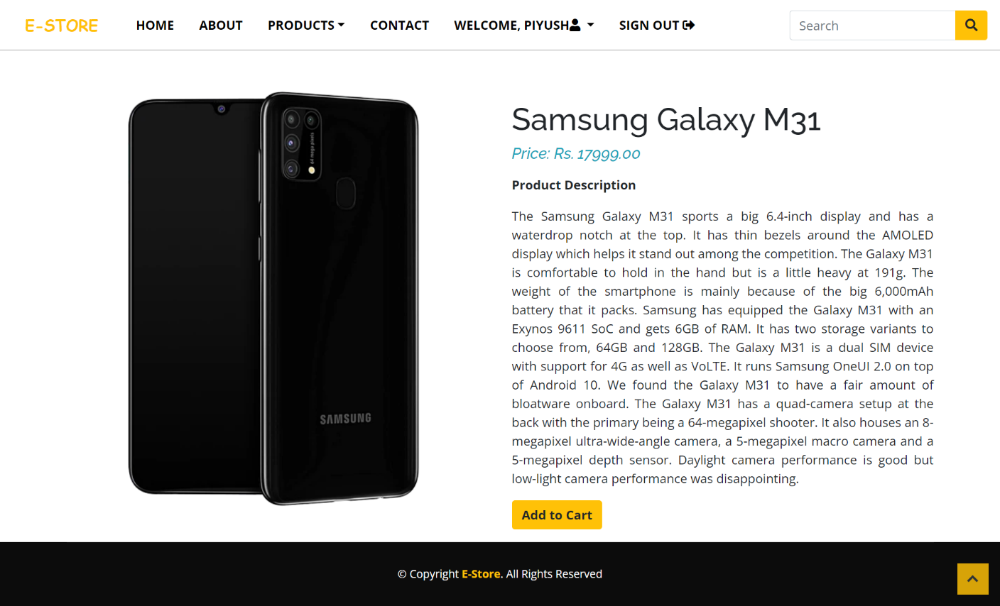 E-STORE
HOME
ABOUT
PRODUCTS
CONTACT
WELCOME, PIYUSH
SIGN OUT
Search
64 mega pixels
SAMSUNG
Samsung Galaxy M31
Price: Rs. 17999.00
Product Description
The Samsung Galaxy M31 sports a big 6.4-inch display and has a
waterdrop notch at the top. It has thin bezels around the AMOLED
display which helps it stand out among the competition. The Galaxy M31
is comfortable to hold in the hand but is a little heavy at 191g. The
weight of the smartphone is mainly because of the big 6,000mAh
battery that it packs. Samsung has equipped the Galaxy M31 with an
Exynos 9611 SoC and gets 6GB of RAM. It has two storage variants to
choose from, 64GB and 128GB. The Galaxy M31 is a dual SIM device
with support for 4G as well as VoLTE. It runs Samsung OneUI 2.0 on top
of Android 10. We found the Galaxy M31 to have a fair amount of
bloatware onboard. The Galaxy M31 has a quad-camera setup at the
back with the primary being a 64-megapixel shooter. It also houses an 8-
megapixel ultra-wide-angle camera, a 5-megapixel macro camera and a
5-megapixel depth sensor. Daylight camera performance is good but
low-light camera performance was disappointing.
Add to Cart
© Copyright E-Store. All Rights Reserved